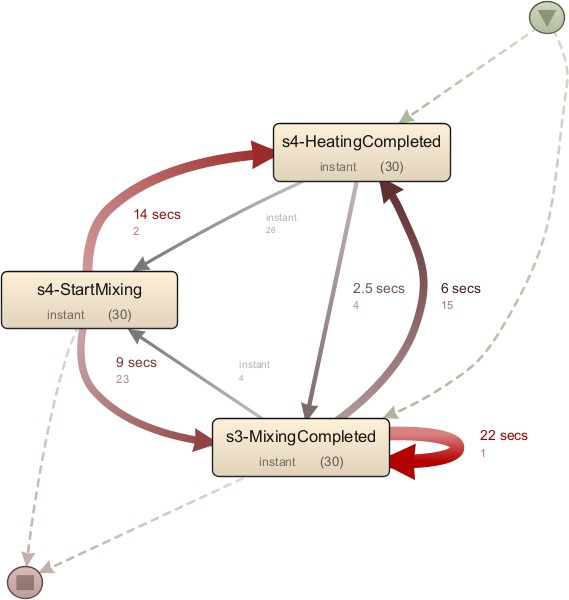 s4-HeatingCompleted
instant (30)
14 secs
2
instant
26
s4-StartMixing
instant (30)
2.5 secs
4
6 secs
15
9 secs
23
instant
4
s3-MixingCompleted
instant (30)
22 secs
1